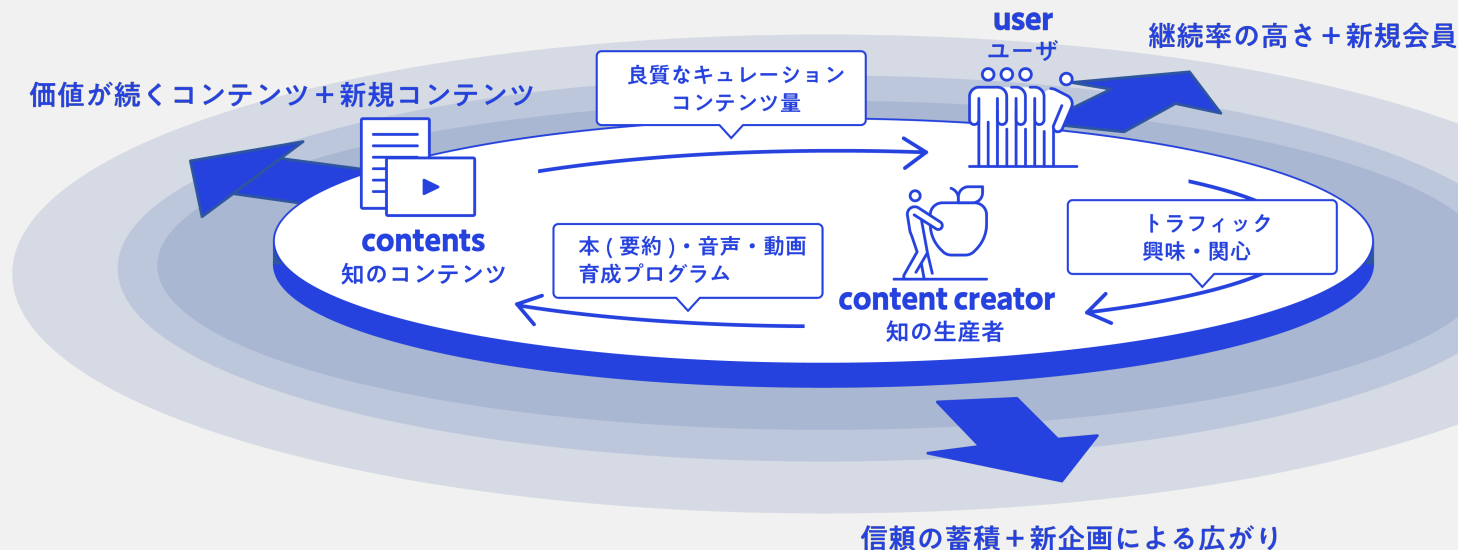 user
ユーザ
継続率の高さ＋新規会員
価値が続くコンテンツ＋新規コンテンツ
良質なキュレーション
コンテンツ量
contents
知のコンテンツ
本 ( 要約 )・音声・動画
育成プログラム
トラフィック
興味・関心
content creator
知の生産者
信頼の蓄積＋新企画による広がり